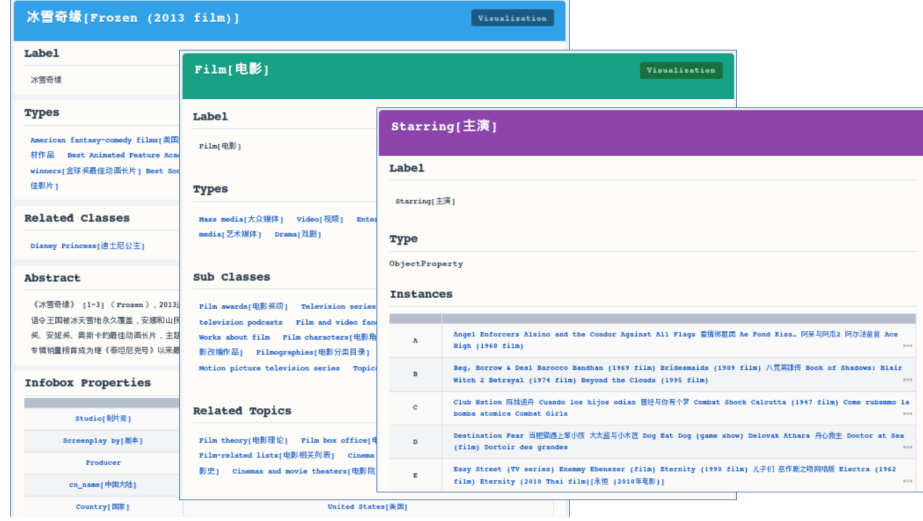 冰雪奇缘[Frozen (2013 film)]
Visualization
Label
冰雪奇缘
Types
American fantasy-comedy films[美国
材作品 Best Animated Feature Aca
winners[金球奖最佳动画长片] Best Son
佳影片]
Related Classes
Disney Princess[迪士尼公主]
Abstract
《冰雪奇缘》 [1-3] ( Frozen ) , 2013
语令王国被冰天雪地永久覆盖，安娜和山民
奖、安妮奖、奥斯卡的最佳动画长片，主题
专辑销量榜首成为继《泰坦尼克号》以来最
Infobox Properties
Studio[制片商]
Screenplay by[剧本]
Producer
cn_name[中国大陆]
Country[国家]
United States[美国]
Film[电影]
Visualization
Label
Film[电影]
Types
Mass media[大众媒体] Video[视频] Enter
media[艺术媒体] Drama[戏剧]
Sub Classes
Film awards[电影奖项] Television series
television podcasts Film and video fan
Works about film Film characters[电影角
影改编作品] Filmographies[电影分类目录]
Motion picture television series Topic
Related Topics
Film theory[电影理论] Film box office[
Film-related lists[电影相关列表] Cinema
影史] Cinemas and movie theaters[电影院
Starring[主演]
Label
Starring[主演]
Type
ObjectProperty
Instances
A
Angel Enforcers Alsino and the Condor Against All Flags 爱情绑架团 Ae Fond Kiss… 阿呆与阿瓜2 阿尔法爸爸 Ace
High (1968 film)
B
Beg, Borrow & Deal Barocco Bandhan (1969 film) Bridesmaids (1989 film) 八荒英雄传 Book of Shadows: Blair
Witch 2 Betrayal (1974 film) Beyond the Clouds (1995 film)
C
Club Nation 陈赫追舟 Cuando los hijos odian 曾经与你有个梦 Combat Shock Calcutta (1947 film) Come rubammo la
bomba atomica Combat Girls
D
Destination Fear 当肥猫遇上笨小孩 大太监与小木匠 Dog Eat Dog (game show) Delovak Athara 丹心救主 Doctor at Sea
(film) Dortoir des grandes
E
Easy Street (TV series) Enemmy Ebenezer (film) Eternity (1990 film) 儿子们 恶作剧之吻网络版 Electra (1962
film) Eternity (2010 Thai film)[永恒 (2010年电影)]